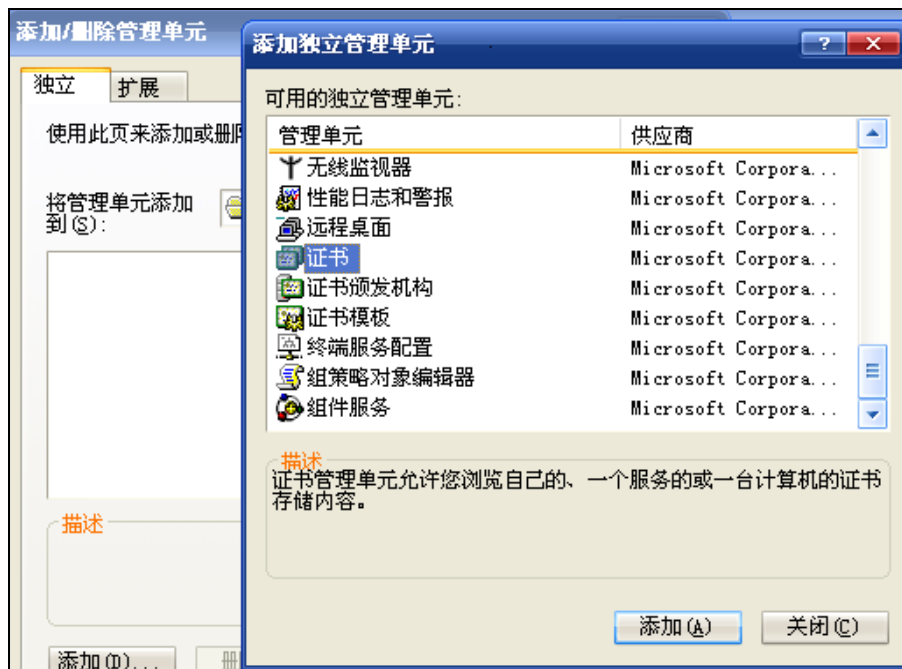 添加/删除管理单元
独立
扩展
使用此页来添加或删
将管理单元添加
到(S):
描述
添加(D)...
删
添加独立管理单元
可用的独立管理单元:
管理单元 供应商
无线监视器 Microsoft Corpora...
性能日志和警报 Microsoft Corpora...
远程桌面 Microsoft Corpora...
证书 Microsoft Corpora...
证书颁发机构 Microsoft Corpora...
证书模板 Microsoft Corpora...
终端服务配置 Microsoft Corpora...
组策略对象编辑器 Microsoft Corpora...
组件服务 Microsoft Corpora...
描述
证书管理单元允许您浏览自己的、一个服务的或一台计算机的证书
存储内容。
添加(A)
关闭(C)